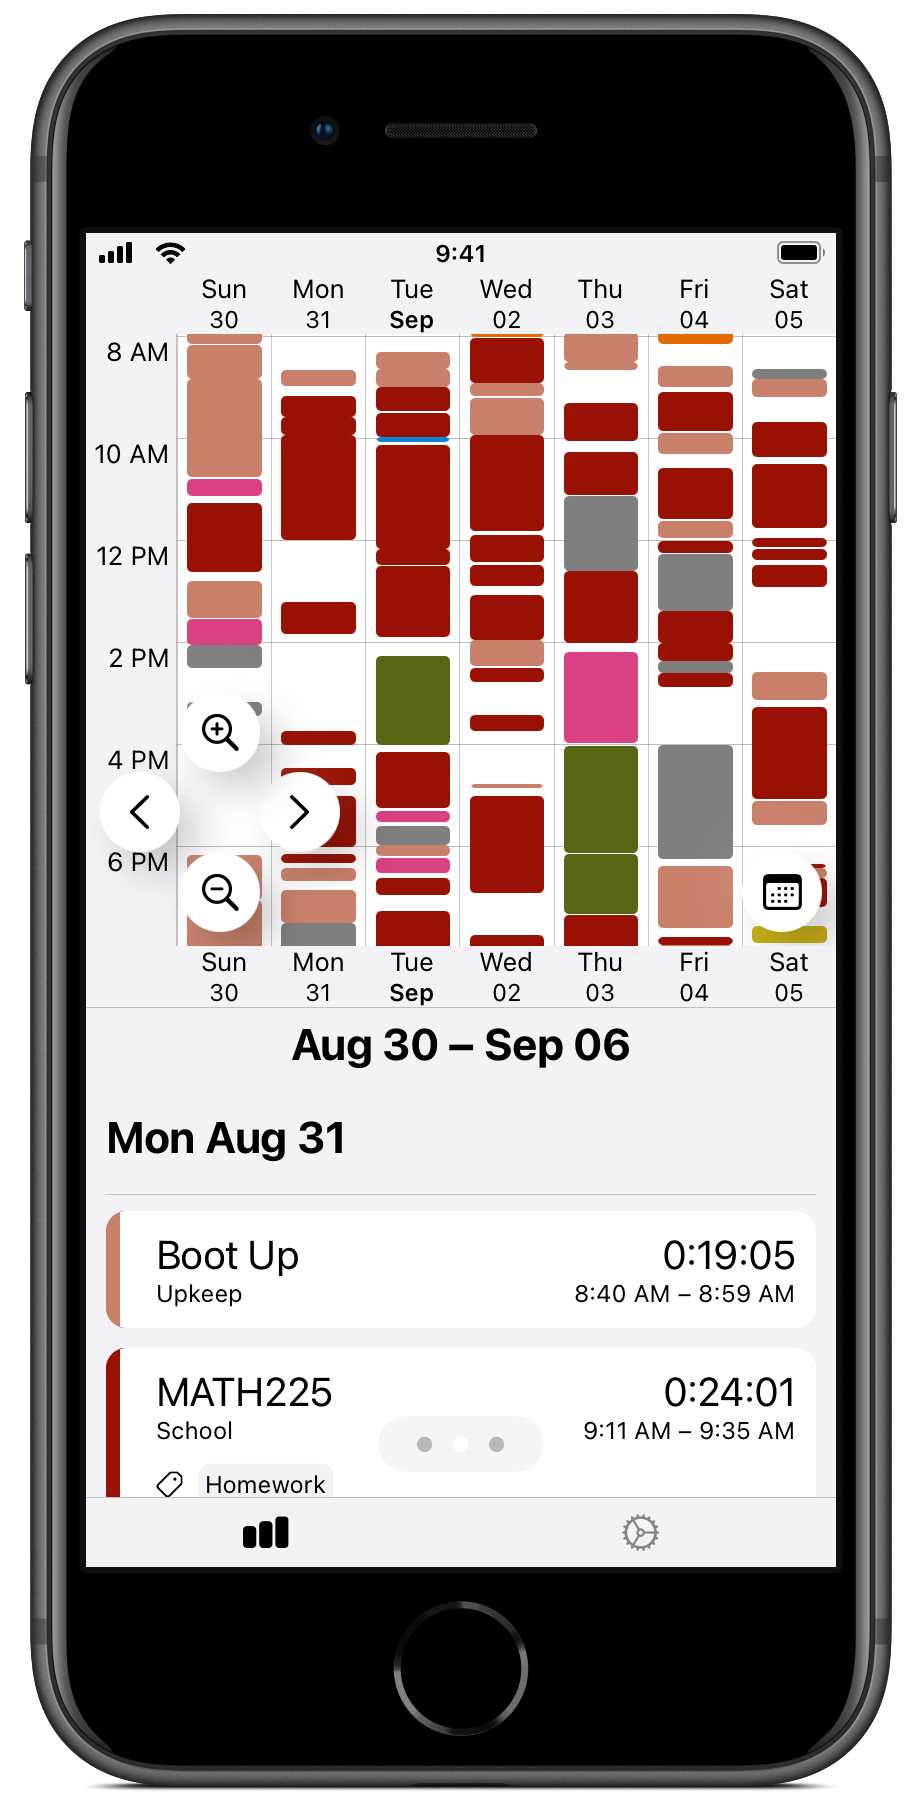 9:41
Sun Mon Tue Wed Thu Fri Sat
30 31 Sep 02 03 04 05
8 AM
10 AM
12 PM
2 PM
4 PM
6 PM
Sun Mon Tue Wed Thu Fri Sat
30 31 Sep 02 03 04 05
Aug 30 – Sep 06
Mon Aug 31
Boot Up 0:19:05
Upkeep 8:40 AM – 8:59 AM
MATH225 0:24:01
School 9:11 AM – 9:35 AM
Homework